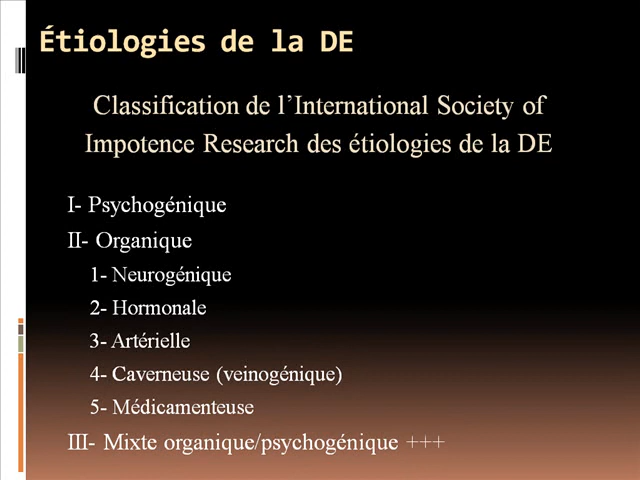 Étiologies de la DE
Classification de l’International Society of
Impotence Research des étiologies de la DE
I- Psychogénique
II- Organique
1- Neurogénique
2- Hormonale
3- Artérielle
4- Caverneuse (veinogénique)
5- Médicamenteuse
III- Mixte organique/psychogénique +++